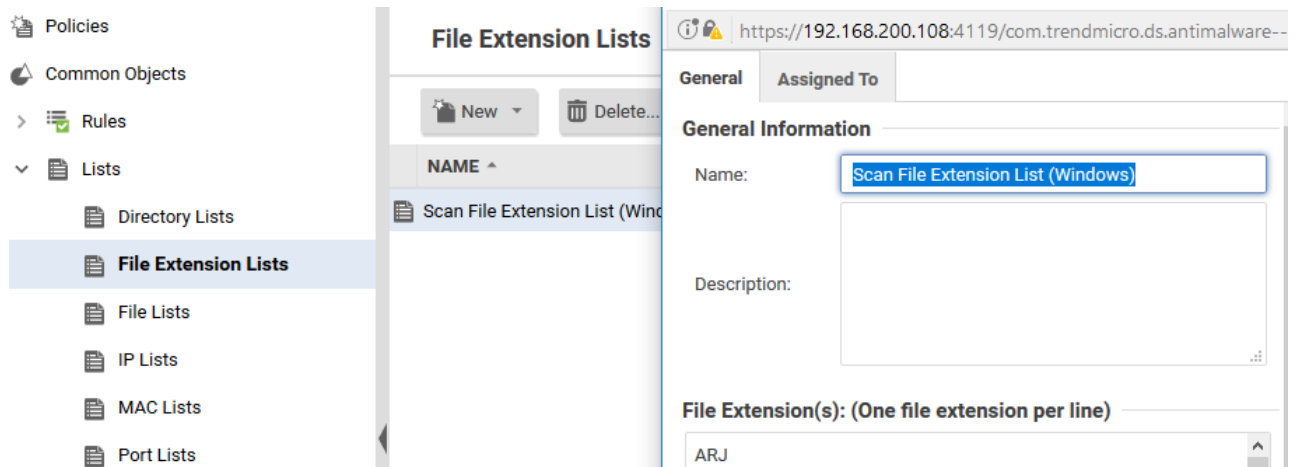 Policies
Common Objects
Rules
Lists
Directory Lists
File Extension Lists
File Lists
IP Lists
MAC Lists
Port Lists
File Extension Lists
New
Delete...
NAME
Scan File Extension List (Wind
https://192.168.200.108:4119/com.trendmicro.ds.antimalware--
General
Assigned To
General Information
Name:
Scan File Extension List (Windows)
Description:
File Extension(s): (One file extension per line)
ARJ